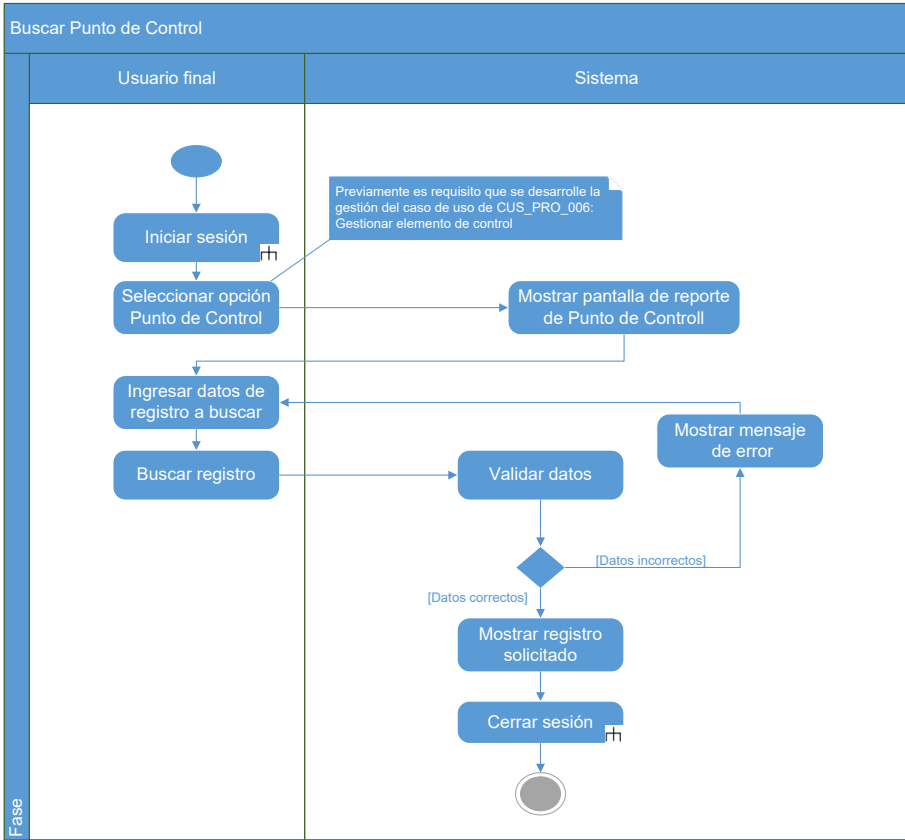 Buscar Punto de Control
Usuario final
Sistema
Previamente es requisito que se desarrolle la
gestión del caso de uso de CUS_PRO_006:
Gestionar elemento de control
Iniciar sesión
Seleccionar opción
Punto de Control
Mostrar pantalla de reporte
de Punto de Controll
Ingresar datos de
registro a buscar
Mostrar mensaje
de error
Buscar registro
Validar datos
[Datos incorrectos]
[Datos correctos]
Mostrar registro
solicitado
Cerrar sesión
Fase